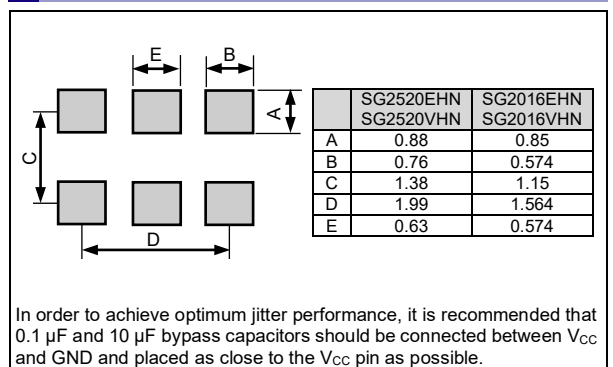 E
B
A
C
D
SG2520EHN SG2016EHN
SG2520VHN SG2016VHN
A 0.88 0.85
B 0.76 0.574
C 1.38 1.15
D 1.99 1.564
E 0.63 0.574
In order to achieve optimum jitter performance, it is recommended that
0.1 µF and 10 µF bypass capacitors should be connected between VCC
and GND and placed as close to the VCC pin as possible.